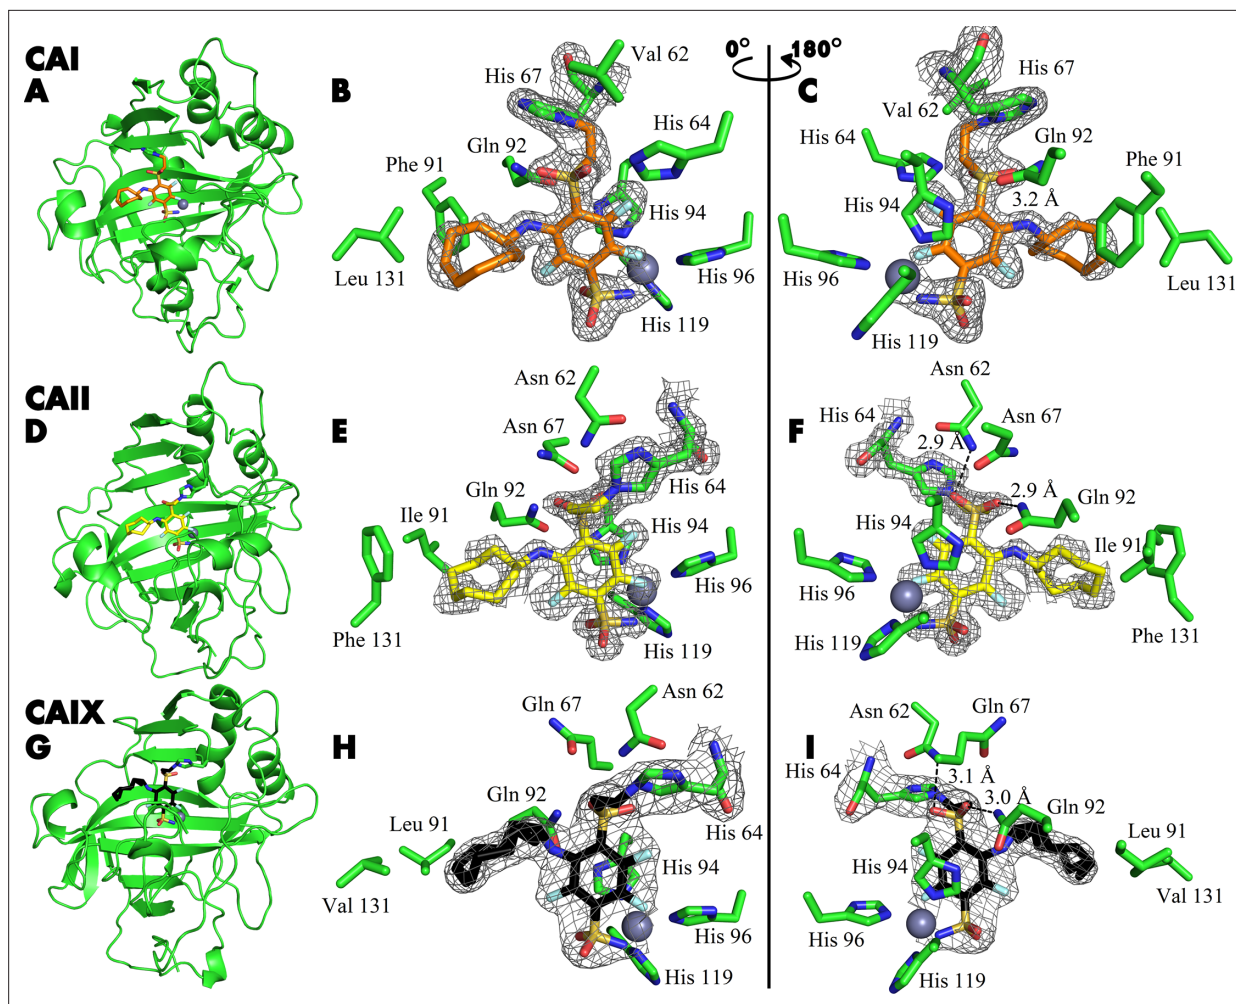 CAI
A
B
Val 62
His 67
His 64
Gln 92
Phe 91
His 94
Leu 131
His 96
His 119
0°
180°
C
His 67
Val 62
His 64
Gln 92
Phe 91
3.2 Å
His 94
His 96
Leu 131
His 119
CAII
D
E
Asn 62
Asn 67
His 64
Gln 92
Ile 91
His 94
His 96
Phe 131
His 119
F
Asn 62
His 64
Asn 67
2.9 Å
2.9 Å
Gln 92
His 94
Ile 91
His 96
His 119
Phe 131
CAIX
G
H
Gln 67
Asn 62
Gln 92
His 64
Leu 91
His 94
Val 131
His 96
His 119
I
Asn 62
Gln 67
His 64
3.1 Å
3.0 Å
Gln 92
Leu 91
His 94
Val 131
His 96
His 119